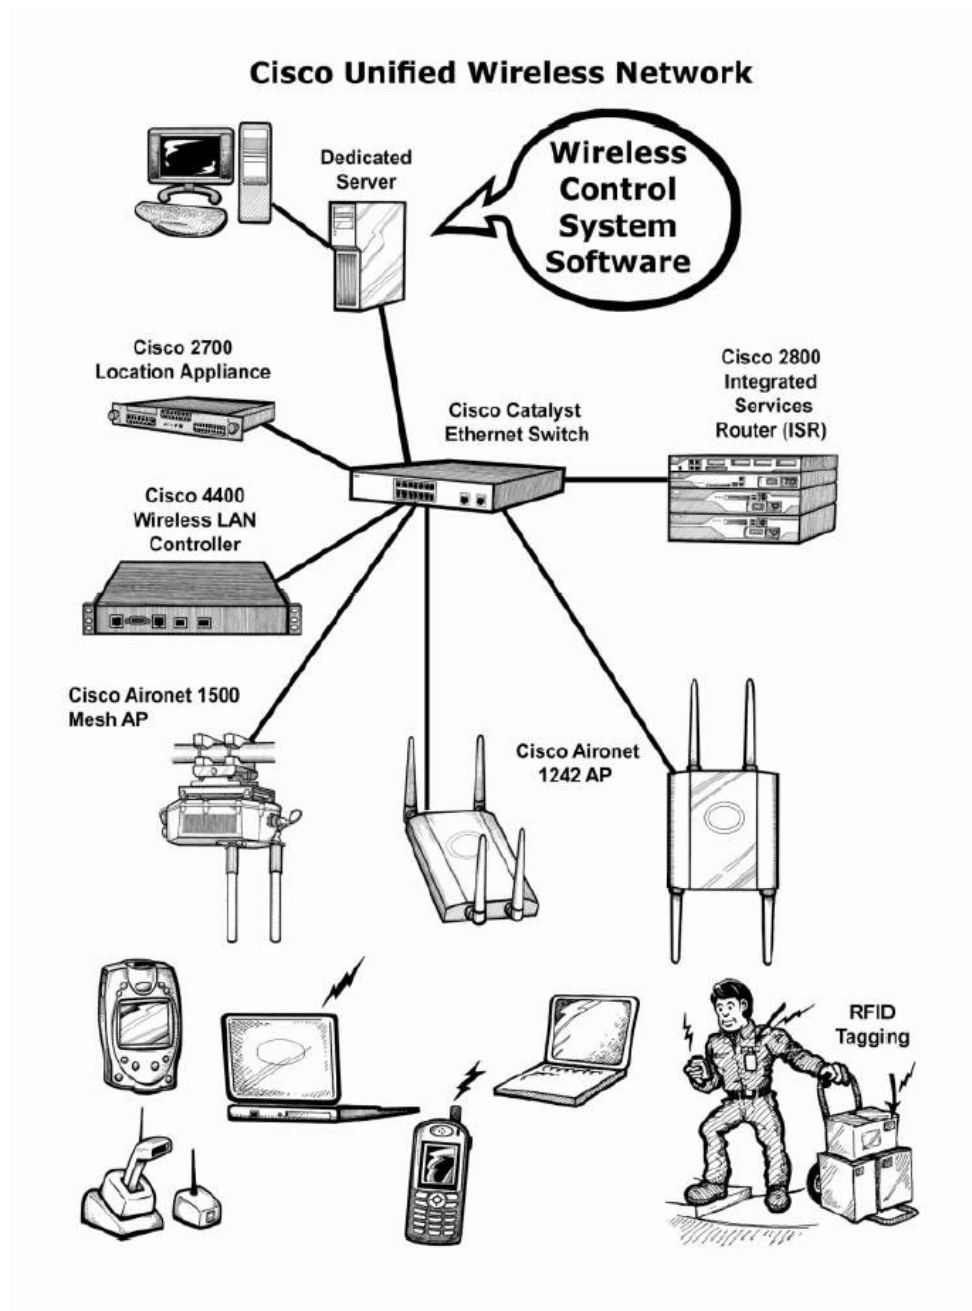 Cisco Unified Wireless Network
Dedicated
Server
Wireless
Control
System
Software
Cisco 2700
Location Appliance
Cisco 2800
Integrated
Services
Router (ISR)
Cisco Catalyst
Ethernet Switch
Cisco 4400
Wireless LAN
Controller
Cisco Aironet 1500
Mesh AP
Cisco Aironet
1242 AP
RFID
Tagging